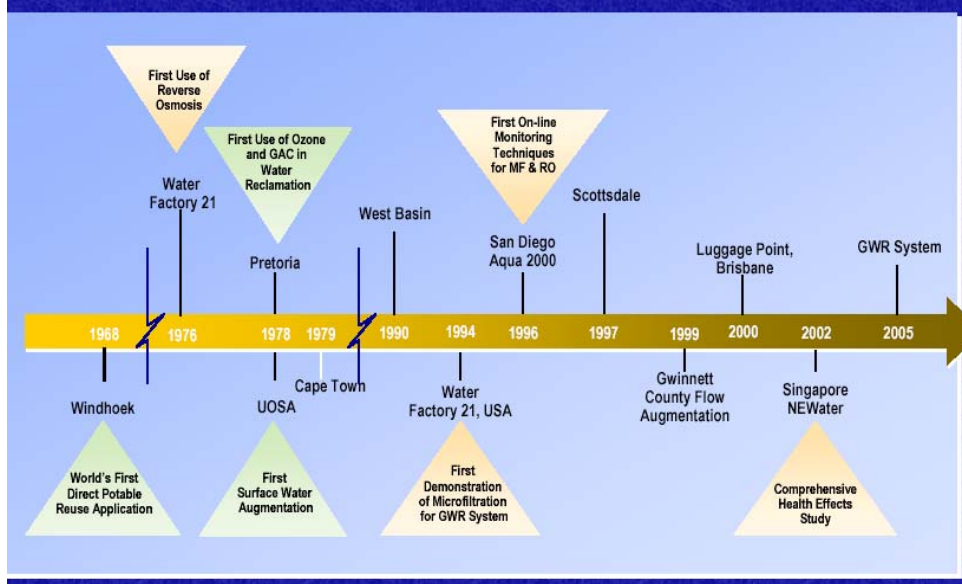 First Use of
Reverse
Osmosis
First Use of Ozone
and GAC in
Water
Reclamation
First On-line
Monitoring
Techniques
for MF & RO
Water
Factory 21
Pretoria
West Basin
San Diego
Aqua 2000
Scottsdale
Luggage Point,
Brisbane
GWR System
1968
1976
1978
1979
1990
1994
1996
1997
1999
2000
2002
2005
Windhoek
UOSA
Cape Town
Water
Factory 21, USA
Gwinnett
County Flow
Augmentation
Singapore
NEWater
World's First
Direct Potable
Reuse Application
First
Surface Water
Augmentation
First
Demonstration
of Microfiltration
for GWR System
Comprehensive
Health Effects
Study